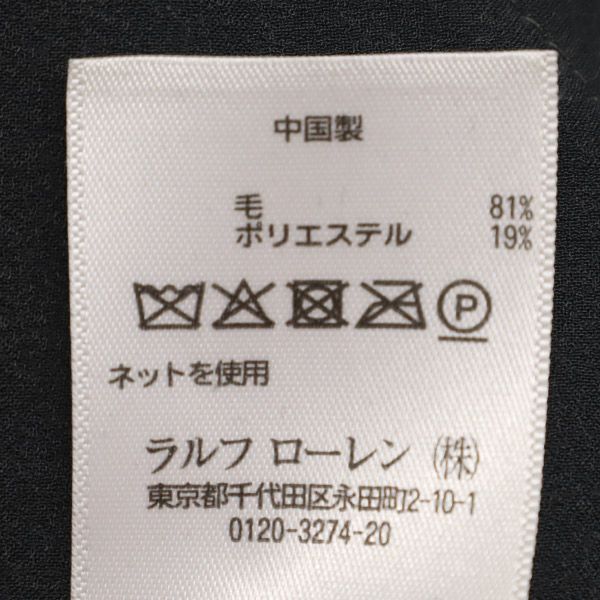 中国製
毛 81%
ポリエステル 19%
P
ネットを使用
ラルフ ローレン (株)
東京都千代田区永田町2-10-1
0120-3274-20